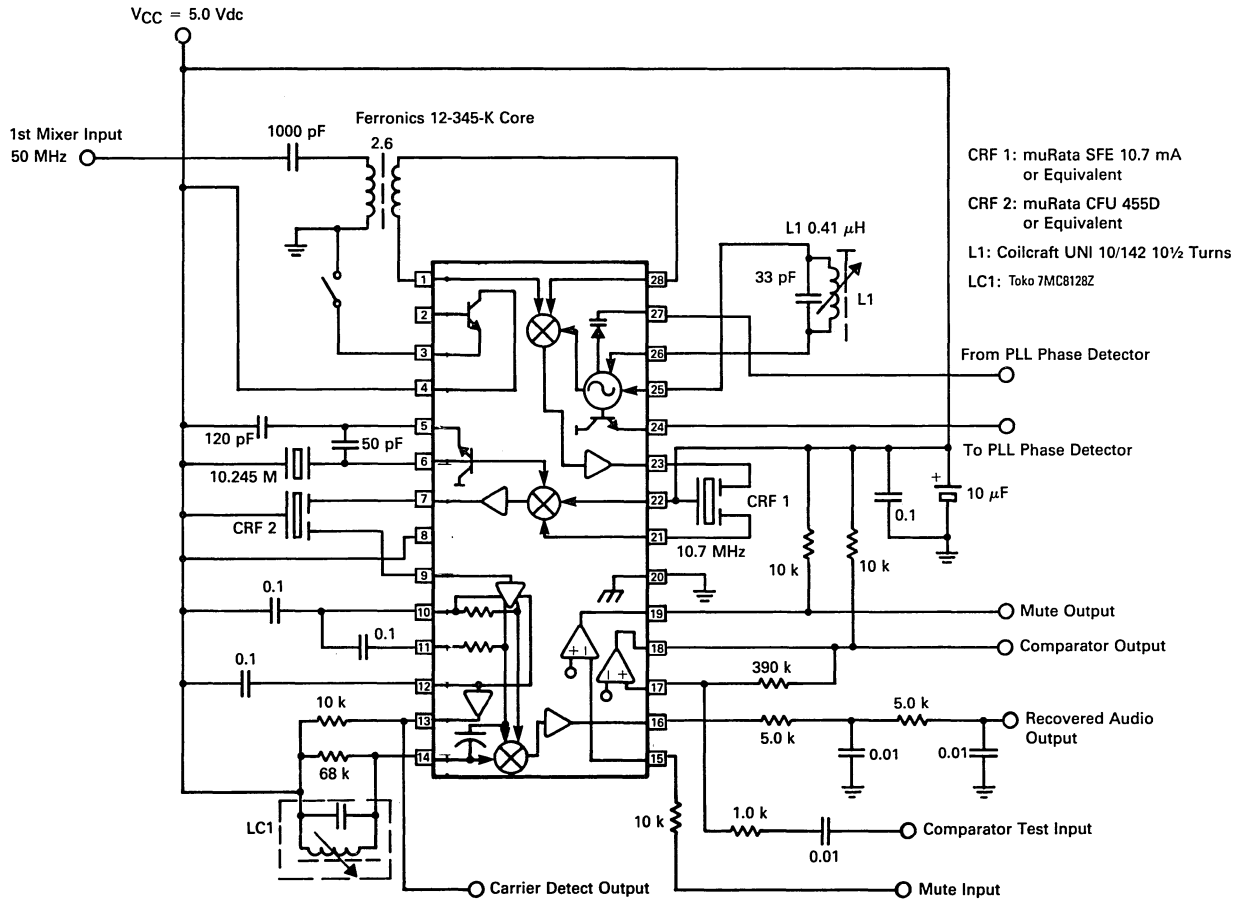 VCC = 5.0 Vdc
1st Mixer Input
50 MHz
1000 pF
Ferronics 12-345-K Core
2.6
CRF 1: muRata SFE 10.7 mA
or Equivalent
CRF 2: muRata CFU 455D
or Equivalent
L1: Coilcraft UNI 10/142 10½ Turns
LC1: Toko 7MC8128Z
L1 0.41 μH
33 pF
L1
1
2
3
4
5
6
7
8
9
10
11
12
13
14
28
27
26
25
24
23
22
21
20
19
18
17
16
15
From PLL Phase Detector
To PLL Phase Detector
120 pF
50 pF
10.245 M
CRF 2
CRF 1
10.7 MHz
0.1
+
10 μF
10 k
10 k
0.1
0.1
0.1
+ –
– +
Mute Output
Comparator Output
390 k
10 k
68 k
LC1
5.0 k
5.0 k
Recovered Audio
Output
0.01
0.01
10 k
1.0 k
0.01
Comparator Test Input
Carrier Detect Output
Mute Input